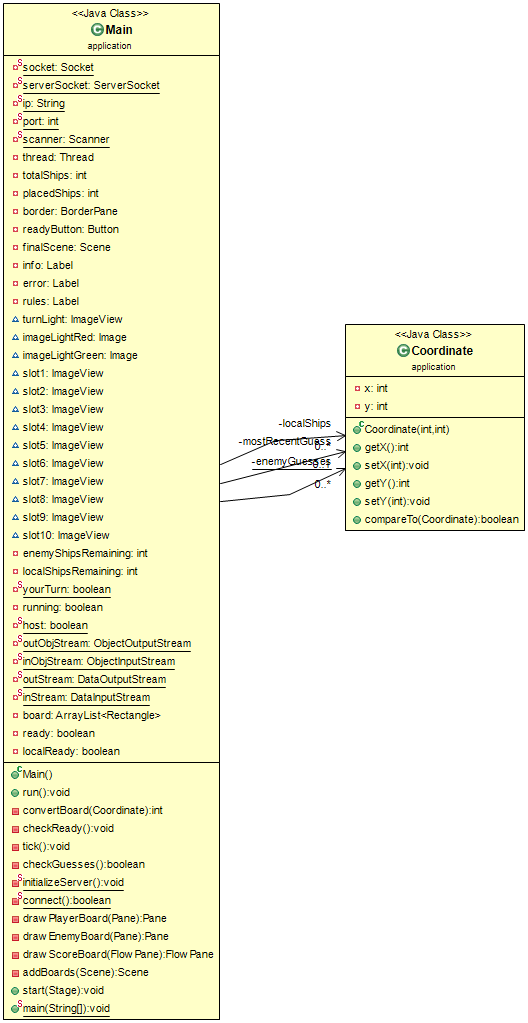 <<Java Class>>
Main
application
socket: Socket
serverSocket: ServerSocket
ip: String
port: int
scanner: Scanner
thread: Thread
totalShips: int
placedShips: int
border: BorderPane
readyButton: Button
finalScene: Scene
info: Label
error: Label
rules: Label
turnLight: ImageView
imageLightRed: Image
imageLightGreen: Image
slot1: ImageView
slot2: ImageView
slot3: ImageView
slot4: ImageView
slot5: ImageView
slot6: ImageView
slot7: ImageView
slot8: ImageView
slot9: ImageView
slot10: ImageView
enemyShipsRemaining: int
localShipsRemaining: int
yourTurn: boolean
running: boolean
host: boolean
outObjStream: ObjectOutputStream
inObjStream: ObjectInputStream
outStream: DataOutputStream
inStream: DataInputStream
board: ArrayList<Rectangle>
ready: boolean
localReady: boolean
Main()
run():void
convertBoard(Coordinate):int
checkReady():void
tick():void
checkGuesses():boolean
initializeServer():void
connect():boolean
drawPlayerBoard(Pane):Pane
drawEnemyBoard(Pane):Pane
drawScoreBoard(FlowPane):FlowPane
addBoards(Scene):Scene
start(Stage):void
main(String[]):void
-localShips
0..*
-mostRecentGuess
0..1
-enemyGuesses
0..*
<<Java Class>>
Coordinate
application
x: int
y: int
Coordinate(int,int)
getX():int
setX(int):void
getY():int
setY(int):void
compareTo(Coordinate):boolean